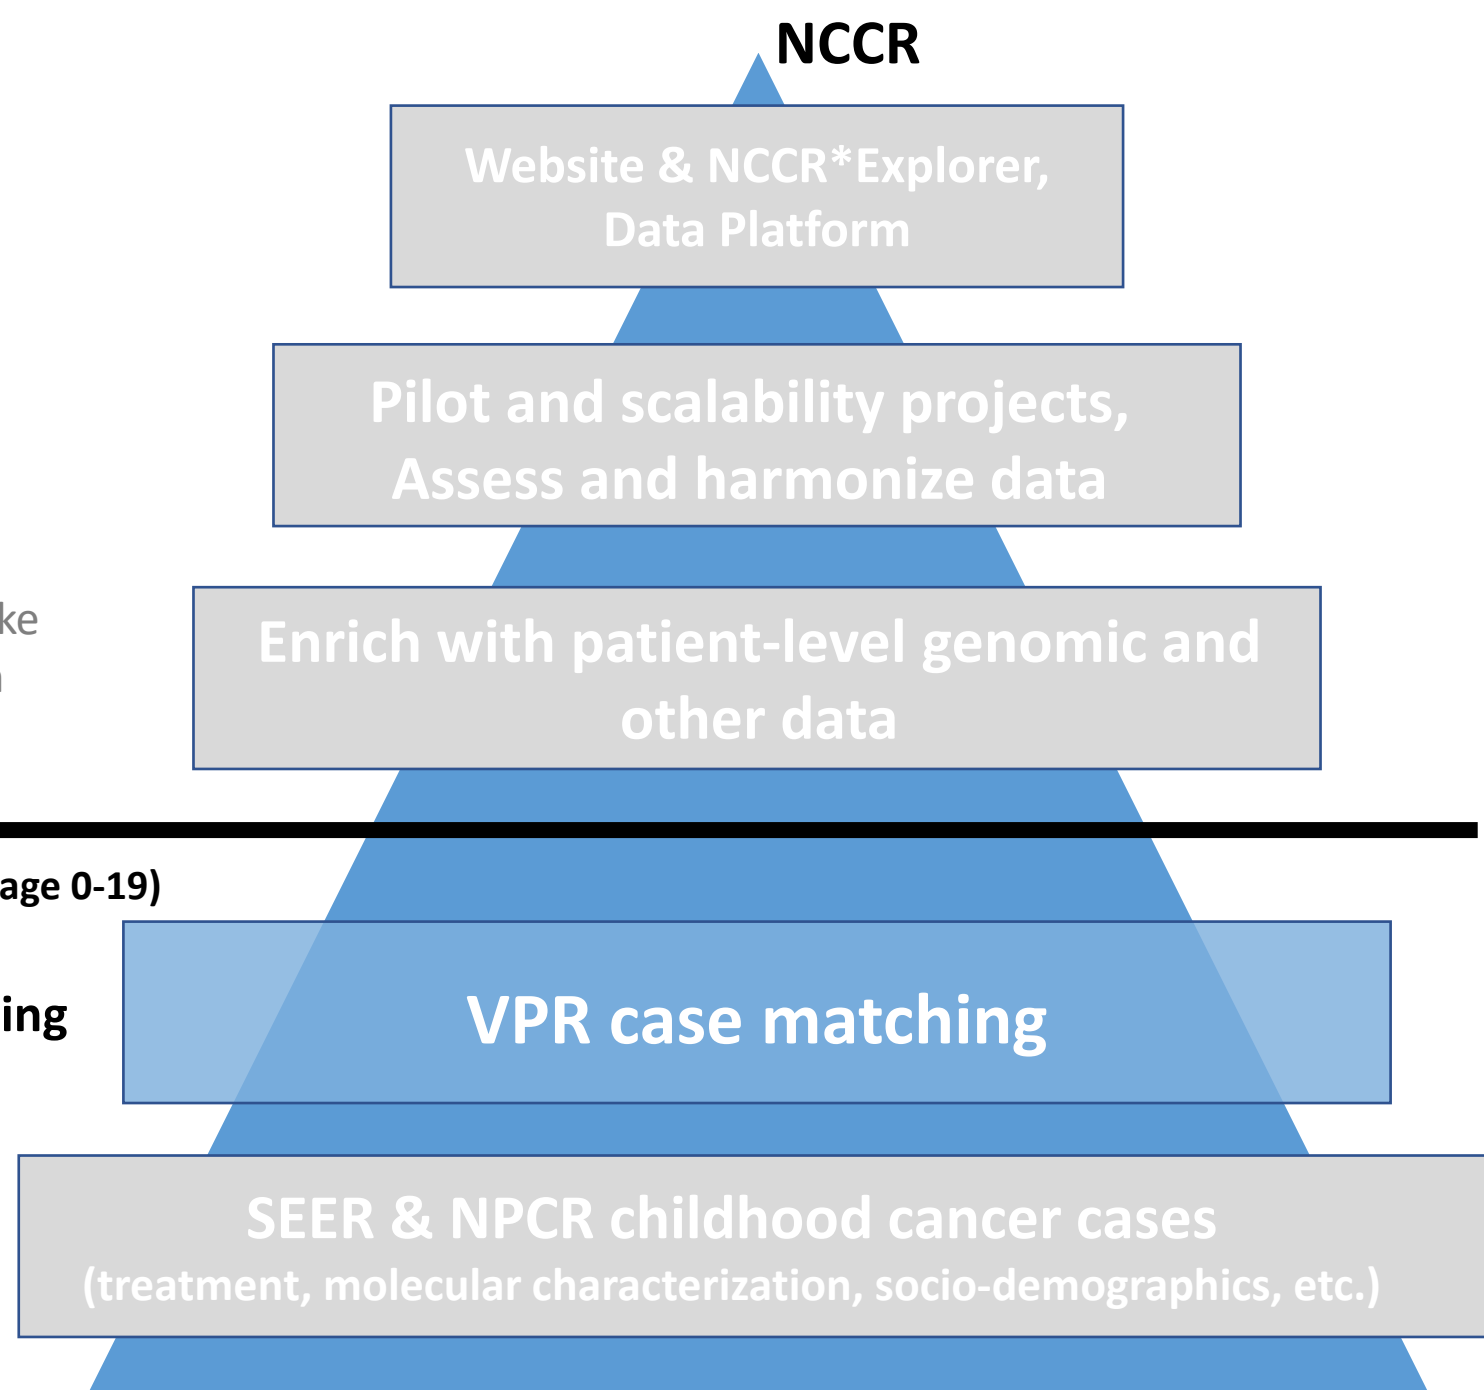 NCCR
Website & NCCR*Explorer,
Data Platform
Pilot and scalability projects,
Assess and harmonize data
Enrich with patient-level genomic and
other data
age 0-19)
VPR case matching
SEER & NPCR childhood cancer cases
(treatment, molecular characterization, socio-demographics, etc.)